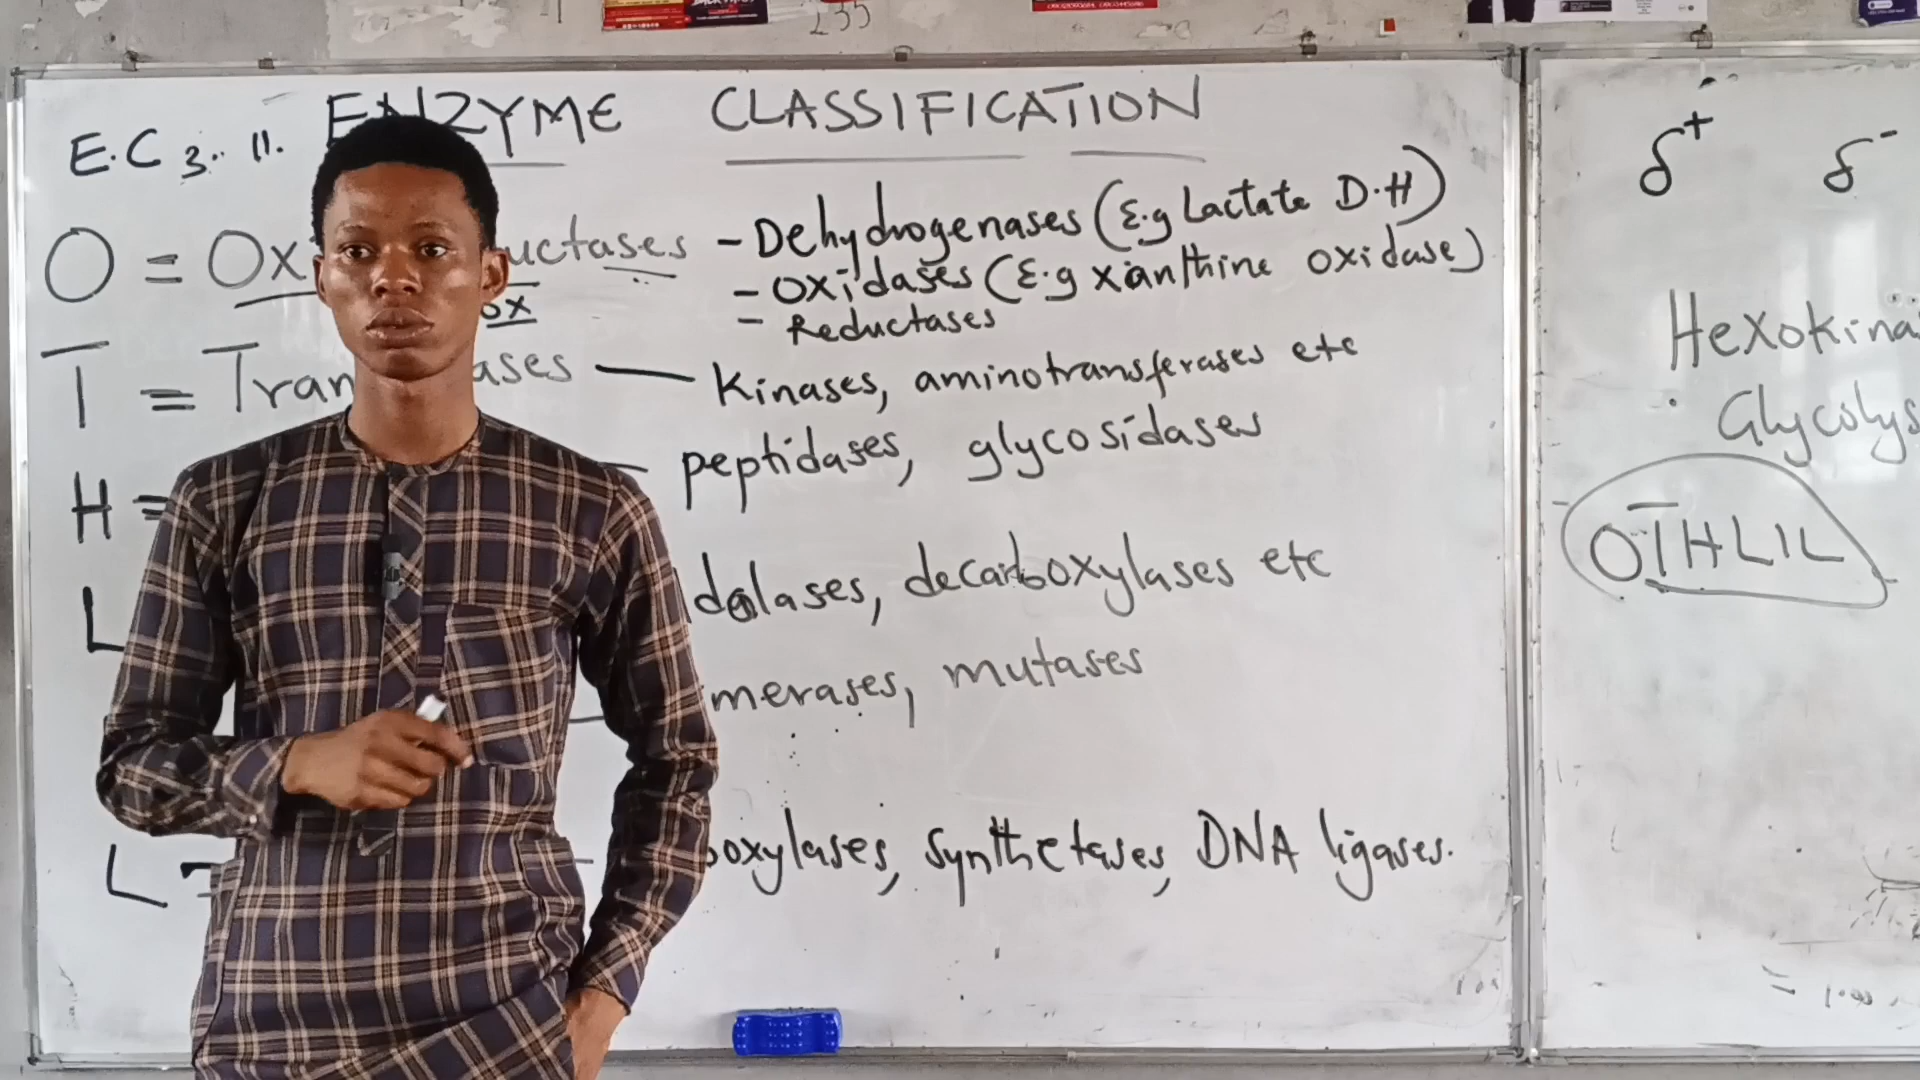 ENZYME CLASSIFICATION
E.C 3.. 11.
O = Ox uctases - Dehydrogenases (E.g Lactate D.H)
ox - oxidases (E.g xanthine oxidase)
- Reductases
T = Tran ases — Kinases, aminotransferases etc
H = — peptidases, glycosidases
L dolases, decarboxylases etc
merases, mutases
L = oxylases, synthetases, DNA ligases.
δ+ δ-
Hexokina
Glycolys
OTHLIL